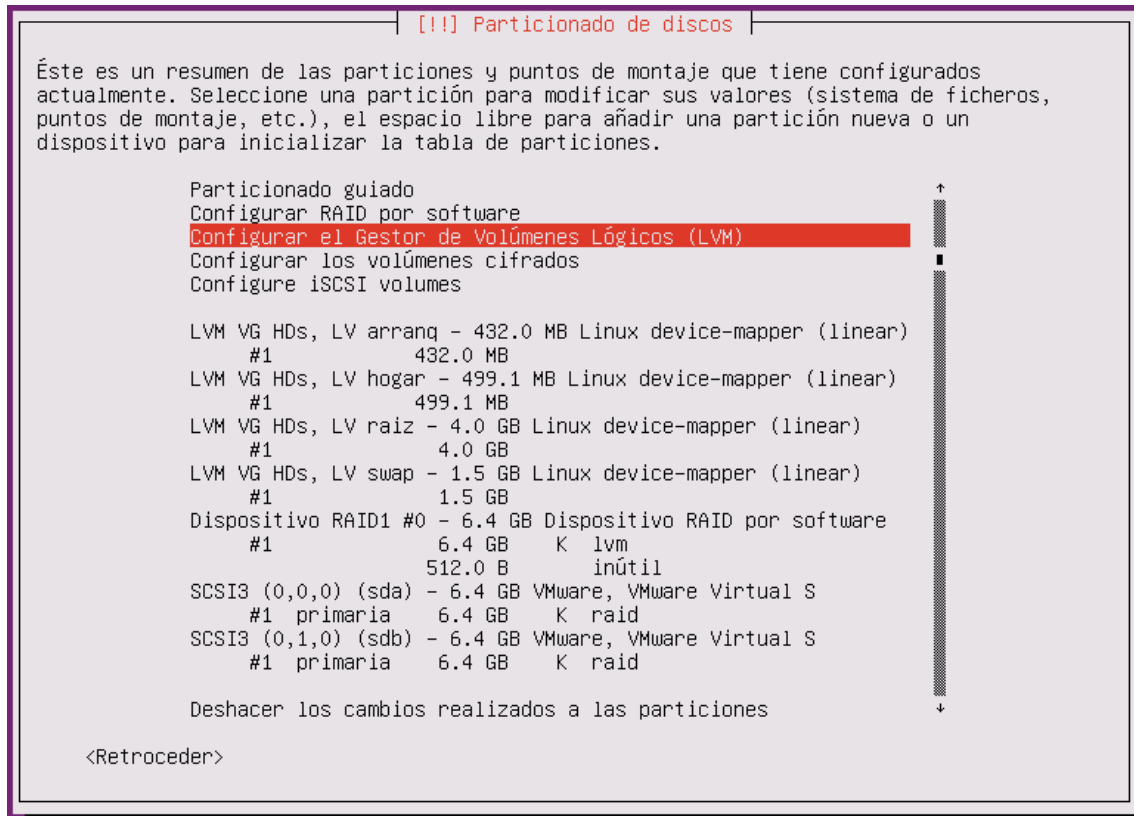 [!!] Particionado de discos
Éste es un resumen de las particiones y puntos de montaje que tiene configurados
actualmente. Seleccione una partición para modificar sus valores (sistema de ficheros,
puntos de montaje, etc.), el espacio libre para añadir una partición nueva o un
dispositivo para inicializar la tabla de particiones.
Particionado guiado
Configurar RAID por software
Configurar el Gestor de Volúmenes Lógicos (LVM)
Configurar los volúmenes cifrados
Configure iSCSI volumes
LVM VG HDs, LV arranq – 432.0 MB Linux device-mapper (linear)
#1 432.0 MB
LVM VG HDs, LV hogar – 499.1 MB Linux device-mapper (linear)
#1 499.1 MB
LVM VG HDs, LV raiz – 4.0 GB Linux device-mapper (linear)
#1 4.0 GB
LVM VG HDs, LV swap – 1.5 GB Linux device-mapper (linear)
#1 1.5 GB
Dispositivo RAID1 #0 – 6.4 GB Dispositivo RAID por software
#1 6.4 GB K lvm
512.0 B inútil
SCSI3 (0,0,0) (sda) – 6.4 GB VMware, VMware Virtual S
#1 primaria 6.4 GB K raid
SCSI3 (0,1,0) (sdb) – 6.4 GB VMware, VMware Virtual S
#1 primaria 6.4 GB K raid
Deshacer los cambios realizados a las particiones
<Retroceder>